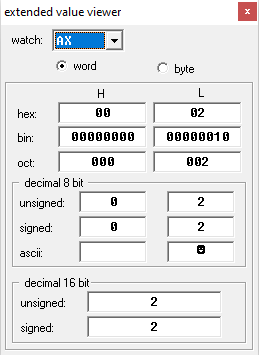 extended value viewer
watch: AX
word byte
H L
hex: 00 02
bin: 00000000 00000010
oct: 000 002
decimal 8 bit
unsigned: 0 2
signed: 0 2
ascii: ☻
decimal 16 bit
unsigned: 2
signed: 2